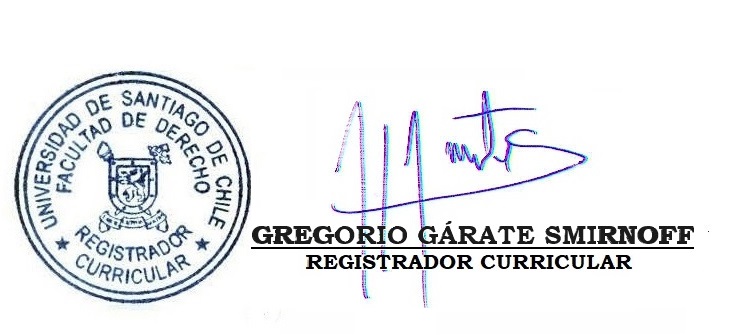 UNIVERSIDAD DE SANTIAGO DE CHILE
FACULTAD DE DERECHO
REGISTRADOR
★ CURRICULAR ★
GREGORIO GÁRATE SMIRNOFF
REGISTRADOR CURRICULAR